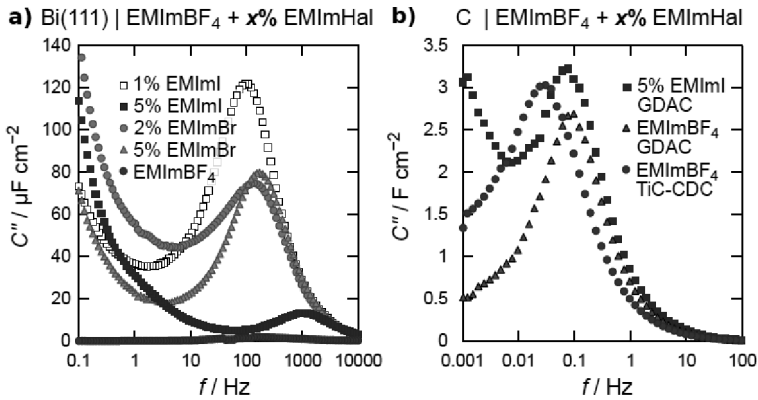 a) Bi(111) | EMImBF4 + x% EMImHal
140
120
100
80
60
40
20
0
C″ / μF cm−2
1% EMImI
5% EMImI
2% EMImBr
5% EMImBr
EMImBF4
0.1 1 10 100 1000 10000
f / Hz
b) C | EMImBF4 + x% EMImHal
3.5
3
2.5
2
1.5
1
0.5
0
C″ / F cm−2
5% EMImI
GDAC
EMImBF4
GDAC
EMImBF4
TiC-CDC
0.001 0.01 0.1 1 10 100
f / Hz